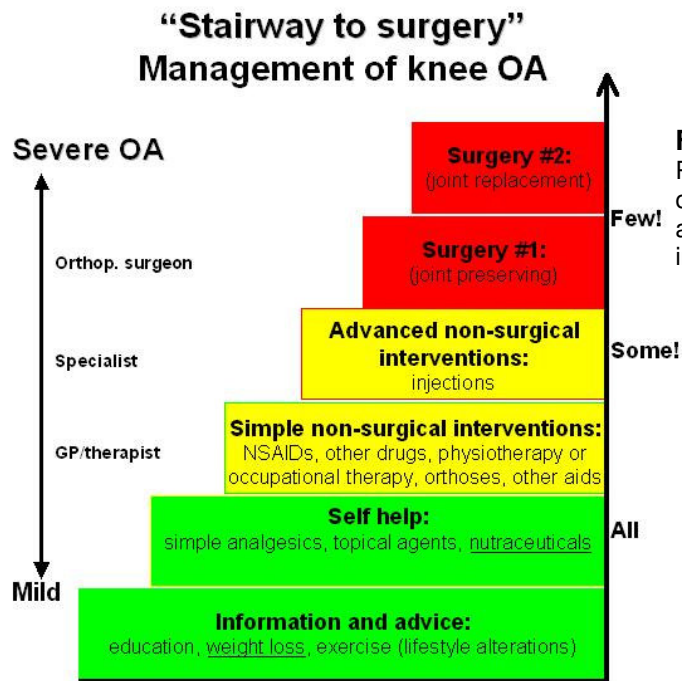 “Stairway to surgery”
Management of knee OA
Severe OA
Surgery #2:
(joint replacement)
Few!
Orthop. surgeon
Surgery #1:
(joint preserving)
Specialist
Advanced non-surgical
interventions:
injections
Some!
GP/therapist
Simple non-surgical interventions:
NSAIDs, other drugs, physiotherapy or
occupational therapy, orthoses, other aids
Self help:
simple analgesics, topical agents, nutraceuticals
All
Mild
Information and advice:
education, weight loss, exercise (lifestyle alterations)